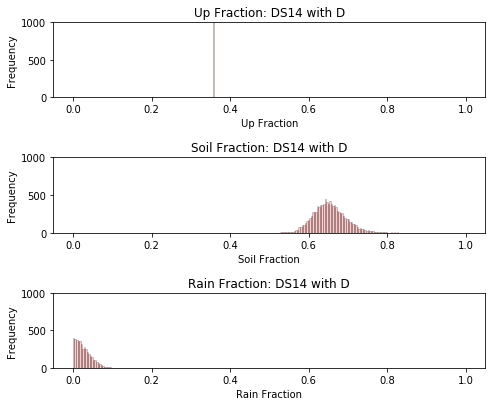 Up Fraction: DS14 with D
1000
500
0
Frequency
0.0 0.2 0.4 0.6 0.8 1.0
Up Fraction
Soil Fraction: DS14 with D
1000
500
0
Frequency
0.0 0.2 0.4 0.6 0.8 1.0
Soil Fraction
Rain Fraction: DS14 with D
1000
500
0
Frequency
0.0 0.2 0.4 0.6 0.8 1.0
Rain Fraction